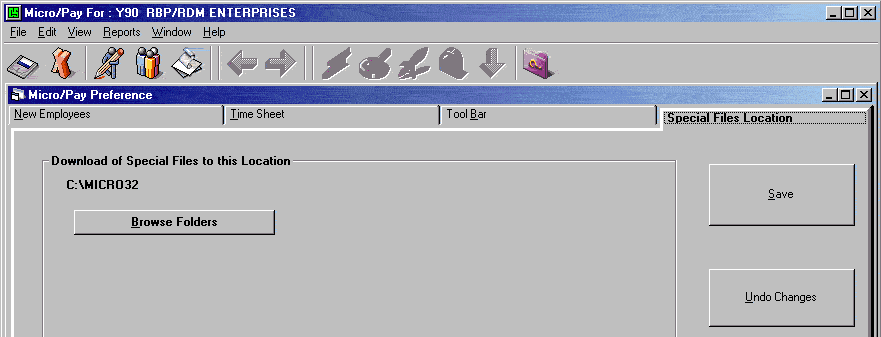 Micro/Pay For : Y90  RBP/RDM ENTERPRISES
File Edit View Reports Window Help
Micro/Pay Preference
New Employees Time Sheet Tool Bar Special Files Location
Download of Special Files to this Location
C:\MICRO32
Browse Folders
Save
Undo Changes